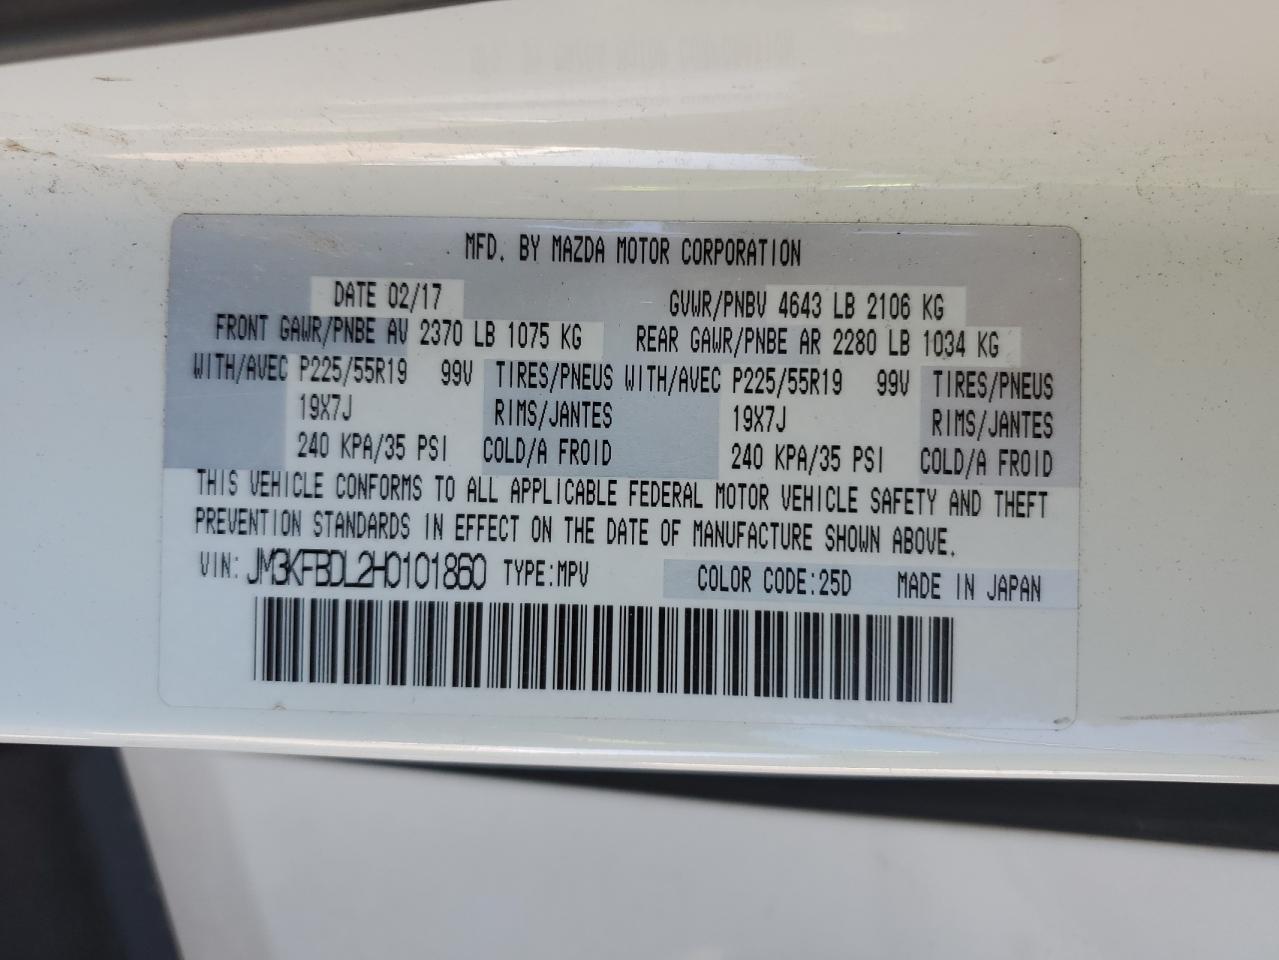 MFD. BY MAZDA MOTOR CORPORATION
DATE 02/17 GVWR/PNBV 4643 LB 2106 KG
FRONT GAWR/PNBE AV 2370 LB 1075 KG REAR GAWR/PNBE AR 2280 LB 1034 KG
WITH/AVEC P225/55R19 99V TIRES/PNEUS WITH/AVEC P225/55R19 99V TIRES/PNEUS
19X7J RIMS/JANTES 19X7J RIMS/JANTES
240 KPA/35 PSI COLD/A FROID 240 KPA/35 PSI COLD/A FROID
THIS VEHICLE CONFORMS TO ALL APPLICABLE FEDERAL MOTOR VEHICLE SAFETY AND THEFT
PREVENTION STANDARDS IN EFFECT ON THE DATE OF MANUFACTURE SHOWN ABOVE.
VIN: JM3KFBDL2H0101860 TYPE:MPV COLOR CODE:25D MADE IN JAPAN